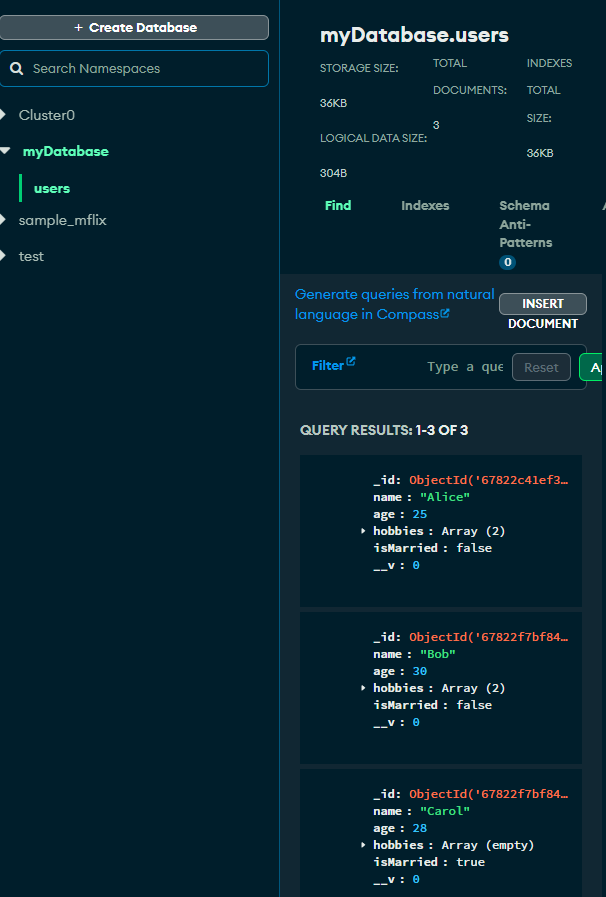 + Create Database
Search Namespaces
Cluster0
myDatabase
users
sample_mflix
test
myDatabase.users
STORAGE SIZE:
36KB
LOGICAL DATA SIZE:
304B
TOTAL
DOCUMENTS:
3
INDEXES
TOTAL
SIZE:
36KB
Find
Indexes
Schema
Anti-
Patterns
0
Generate queries from natural
language in Compass
INSERT
DOCUMENT
Filter
Type a que
Reset
QUERY RESULTS: 1-3 OF 3
_id: ObjectId('67822c41ef3…
name : "Alice"
age : 25
hobbies : Array (2)
isMarried : false
__v : 0
_id: ObjectId('67822f7bf84…
name : "Bob"
age : 30
hobbies : Array (2)
isMarried : false
__v : 0
_id: ObjectId('67822f7bf84…
name : "Carol"
age : 28
hobbies : Array (empty)
isMarried : true
__v : 0